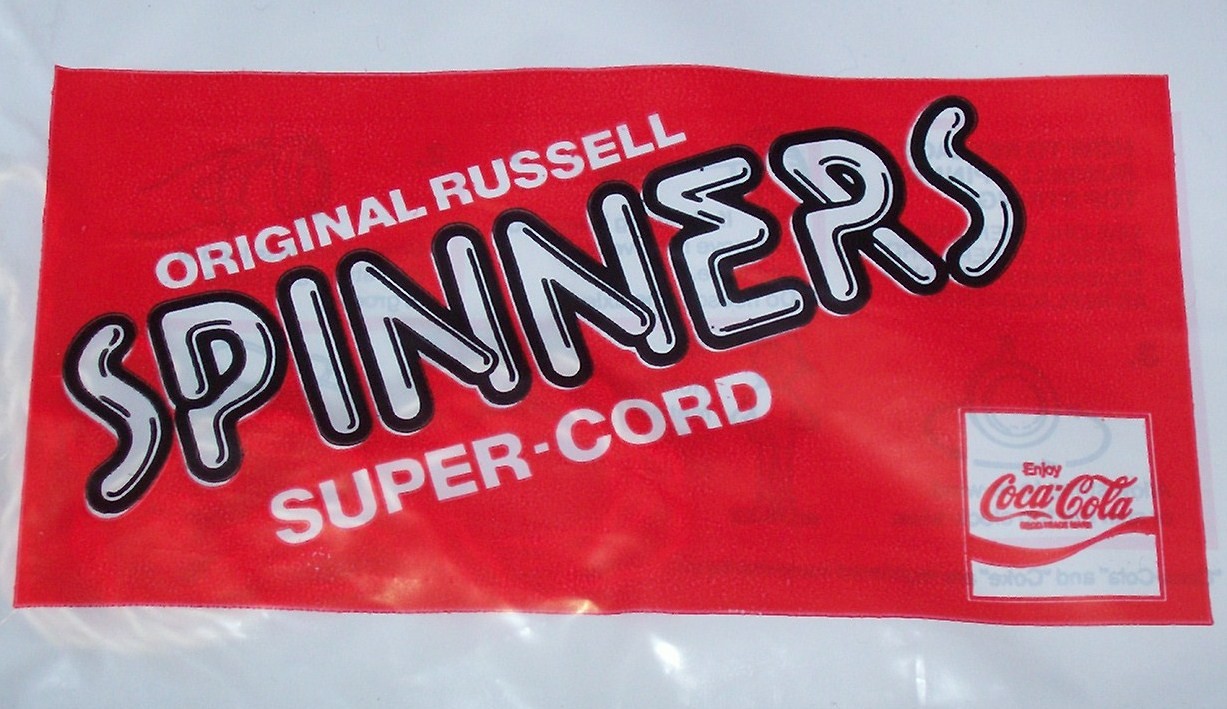 ORIGINAL RUSSELL
SPINNERS
SUPER-CORD
Enjoy
Coca-Cola